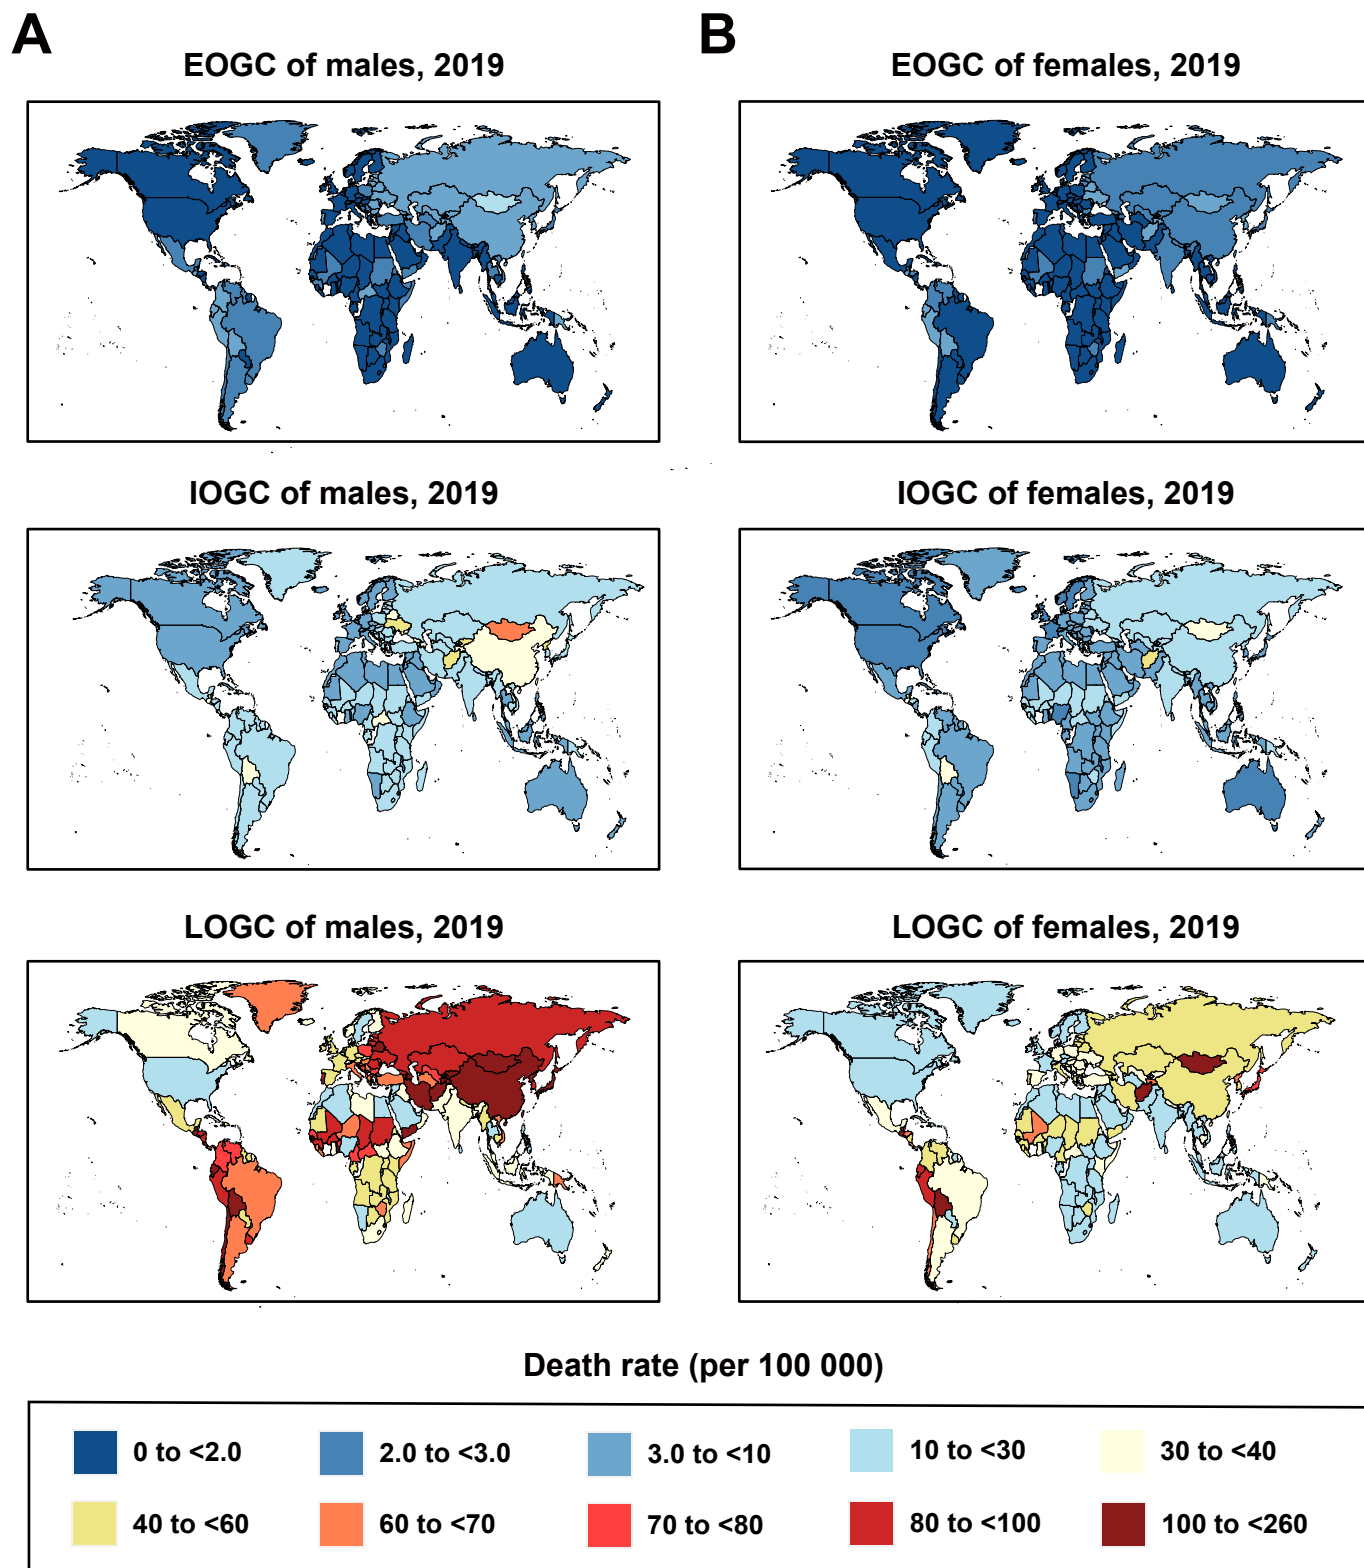 A
B
EOGC of males, 2019
EOGC of females, 2019
IOGC of males, 2019
IOGC of females, 2019
LOGC of males, 2019
LOGC of females, 2019
Death rate (per 100 000)
0 to <2.0
2.0 to <3.0
3.0 to <10
10 to <30
30 to <40
40 to <60
60 to <70
70 to <80
80 to <100
100 to <260